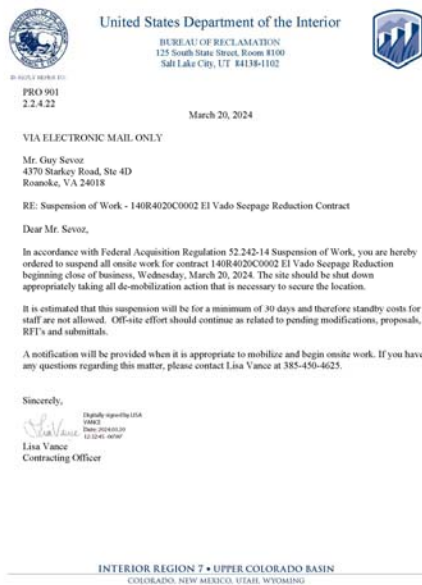 United States Department of the Interior
BUREAU OF RECLAMATION
125 South State Street, Room 8100
Salt Lake City, UT 84138-1102
IN REPLY REFER TO:
PRO 901
2.2.4.22
March 20, 2024
VIA ELECTRONIC MAIL ONLY
Mr. Guy Sevoz
4370 Starkey Road, Ste 4D
Roanoke, VA 24018
RE: Suspension of Work - 140R4020C0002 El Vado Seepage Reduction Contract
Dear Mr. Sevoz,
In accordance with Federal Acquisition Regulation 52.242-14 Suspension of Work, you are hereby
ordered to suspend all onsite work for contract 140R4020C0002 El Vado Seepage Reduction
beginning close of business, Wednesday, March 20, 2024. The site should be shut down
appropriately taking all de-mobilization action that is necessary to secure the location.
It is estimated that this suspension will be for a minimum of 30 days and therefore standby costs for
staff are not allowed. Off-site effort should continue as related to pending modifications, proposals,
RFI's and submittals.
A notification will be provided when it is appropriate to mobilize and begin onsite work. If you have
any questions regarding this matter, please contact Lisa Vance at 385-450-4625.
Sincerely,
Lisa Vance
Digitally signed by LISA
VANCE
Lisa Vance
Contracting Officer
INTERIOR REGION 7 • UPPER COLORADO BASIN
COLORADO, NEW MEXICO, UTAH, WYOMING